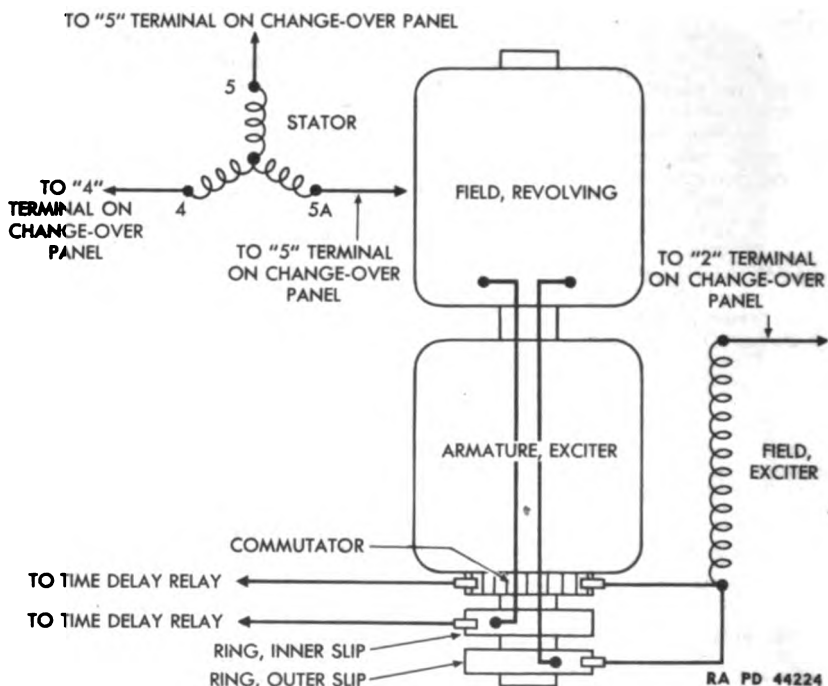 TO "5" TERMINAL ON CHANGE-OVER PANEL
5
STATOR
TO "4"
TERMINAL ON
CHANGE-OVER
PANEL
4
5A
TO "5" TERMINAL
ON CHANGE-OVER
PANEL
FIELD, REVOLVING
TO "2" TERMINAL
ON CHANGE-OVER
PANEL
ARMATURE, EXCITER
FIELD,
EXCITER
COMMUTATOR
TO TIME DELAY RELAY
TO TIME DELAY RELAY
RING, INNER SLIP
RING, OUTER SLIP
RA PD 44224